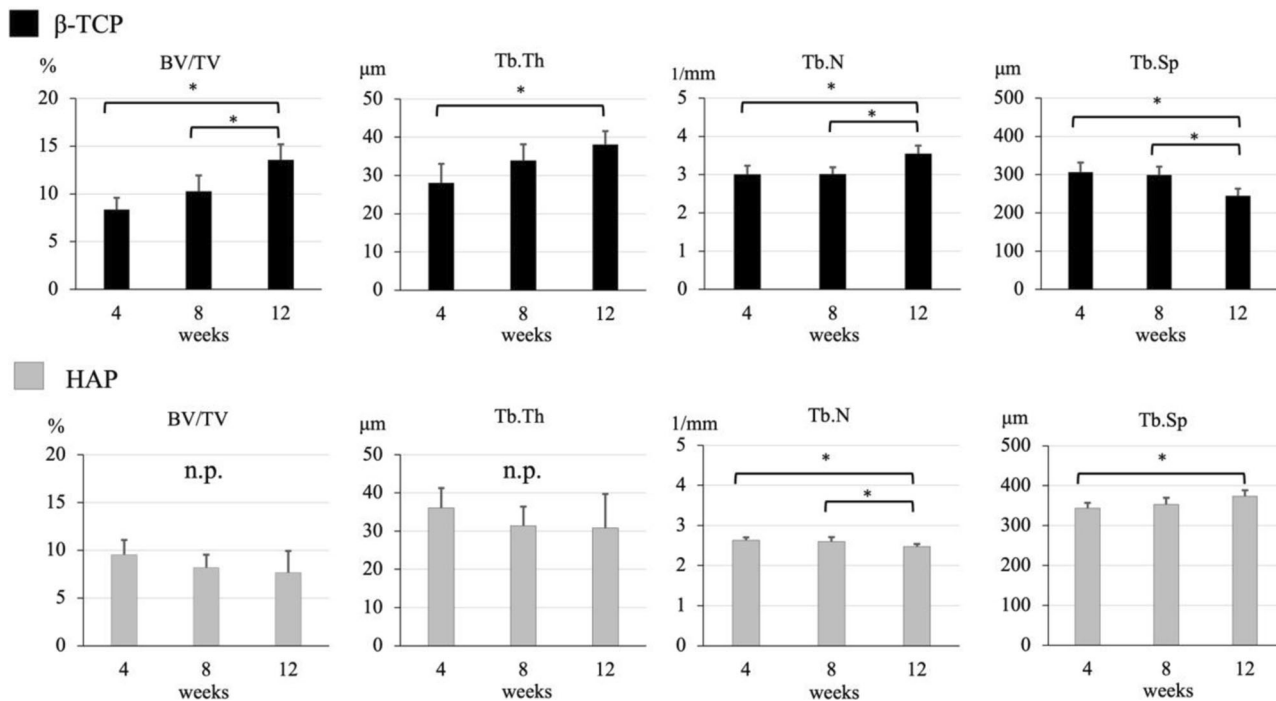 β-TCP
BV/TV
%
20
15
10
5
0
*
*
4 8 12
weeks
Tb.Th
μm
50
40
30
20
10
0
*
4 8 12
weeks
Tb.N
1/mm
5
4
3
2
1
0
*
*
4 8 12
weeks
Tb.Sp
μm
500
400
300
200
100
0
*
*
4 8 12
weeks
HAP
BV/TV
%
20
15
10
5
0
n.p.
4 8 12
weeks
Tb.Th
μm
50
40
30
20
10
0
n.p.
4 8 12
weeks
Tb.N
1/mm
5
4
3
2
1
0
*
*
4 8 12
weeks
Tb.Sp
μm
500
400
300
200
100
0
*
4 8 12
weeks